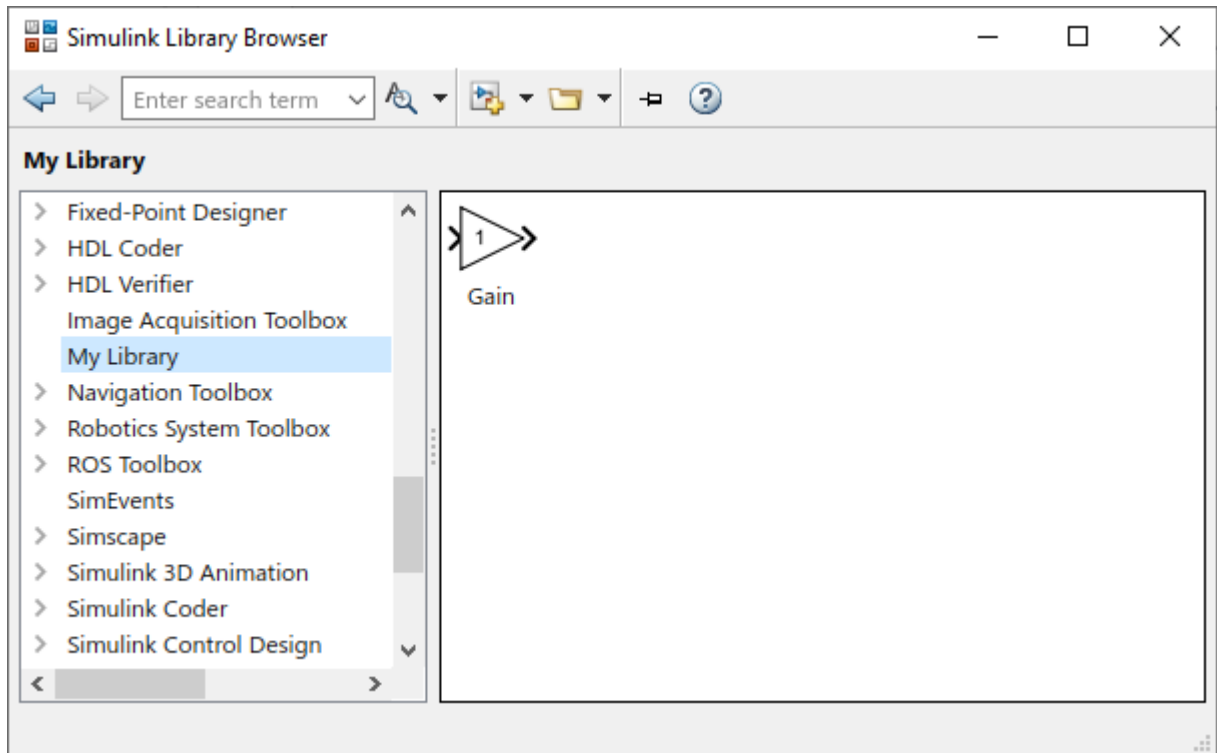 Simulink Library Browser
Enter search term
My Library
Fixed-Point Designer
HDL Coder
HDL Verifier
Image Acquisition Toolbox
My Library
Navigation Toolbox
Robotics System Toolbox
ROS Toolbox
SimEvents
Simscape
Simulink 3D Animation
Simulink Coder
Simulink Control Design
1
Gain